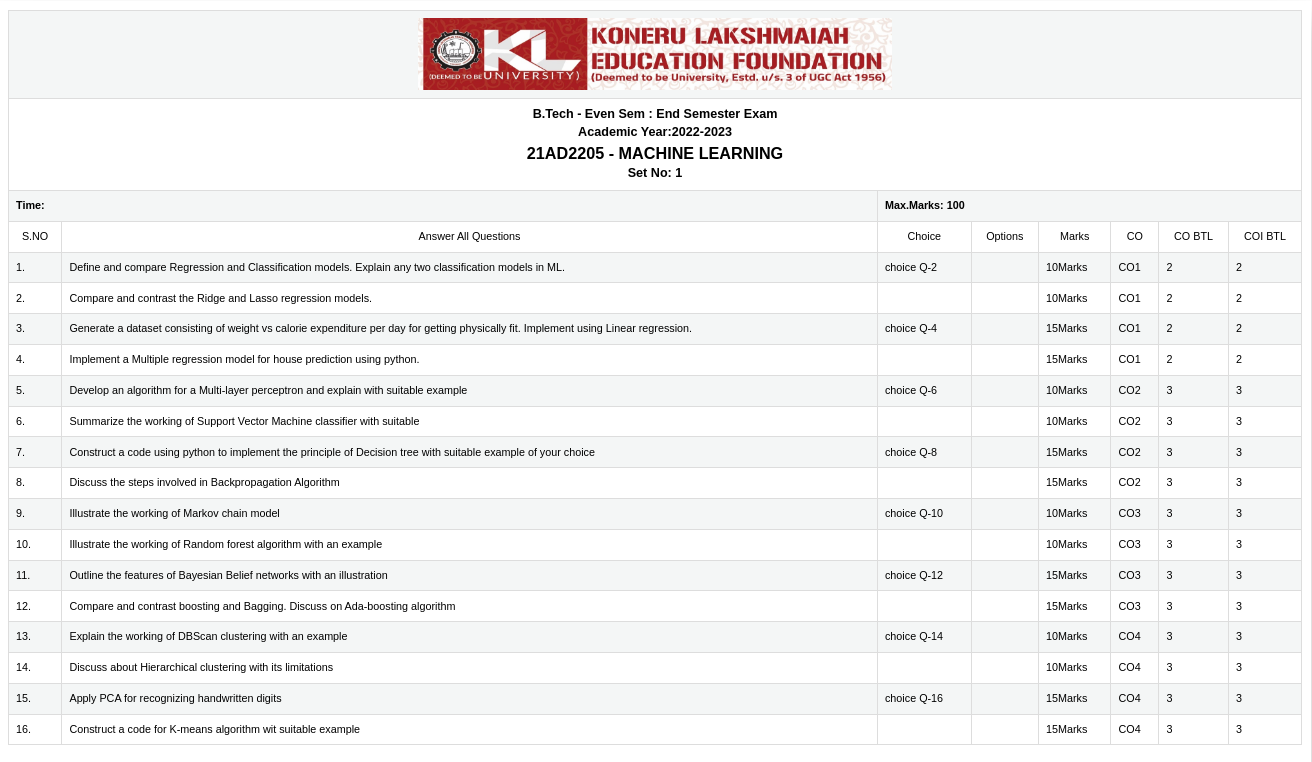 KL
(DEEMED TO BE UNIVERSITY)
KONERU LAKSHMAIAH
EDUCATION FOUNDATION
(Deemed to be University, Estd. u/s. 3 of UGC Act 1956)
B.Tech - Even Sem : End Semester Exam
Academic Year:2022-2023
21AD2205 - MACHINE LEARNING
Set No: 1
Time: Max.Marks: 100
S.NO Answer All Questions Choice Options Marks CO CO BTL COI BTL
1. Define and compare Regression and Classification models. Explain any two classification models in ML. choice Q-2 10Marks CO1 2 2
2. Compare and contrast the Ridge and Lasso regression models. 10Marks CO1 2 2
3. Generate a dataset consisting of weight vs calorie expenditure per day for getting physically fit. Implement using Linear regression. choice Q-4 15Marks CO1 2 2
4. Implement a Multiple regression model for house prediction using python. 15Marks CO1 2 2
5. Develop an algorithm for a Multi-layer perceptron and explain with suitable example choice Q-6 10Marks CO2 3 3
6. Summarize the working of Support Vector Machine classifier with suitable 10Marks CO2 3 3
7. Construct a code using python to implement the principle of Decision tree with suitable example of your choice choice Q-8 15Marks CO2 3 3
8. Discuss the steps involved in Backpropagation Algorithm 15Marks CO2 3 3
9. Illustrate the working of Markov chain model choice Q-10 10Marks CO3 3 3
10. Illustrate the working of Random forest algorithm with an example 10Marks CO3 3 3
11. Outline the features of Bayesian Belief networks with an illustration choice Q-12 15Marks CO3 3 3
12. Compare and contrast boosting and Bagging. Discuss on Ada-boosting algorithm 15Marks CO3 3 3
13. Explain the working of DBScan clustering with an example choice Q-14 10Marks CO4 3 3
14. Discuss about Hierarchical clustering with its limitations 10Marks CO4 3 3
15. Apply PCA for recognizing handwritten digits choice Q-16 15Marks CO4 3 3
16. Construct a code for K-means algorithm wit suitable example 15Marks CO4 3 3